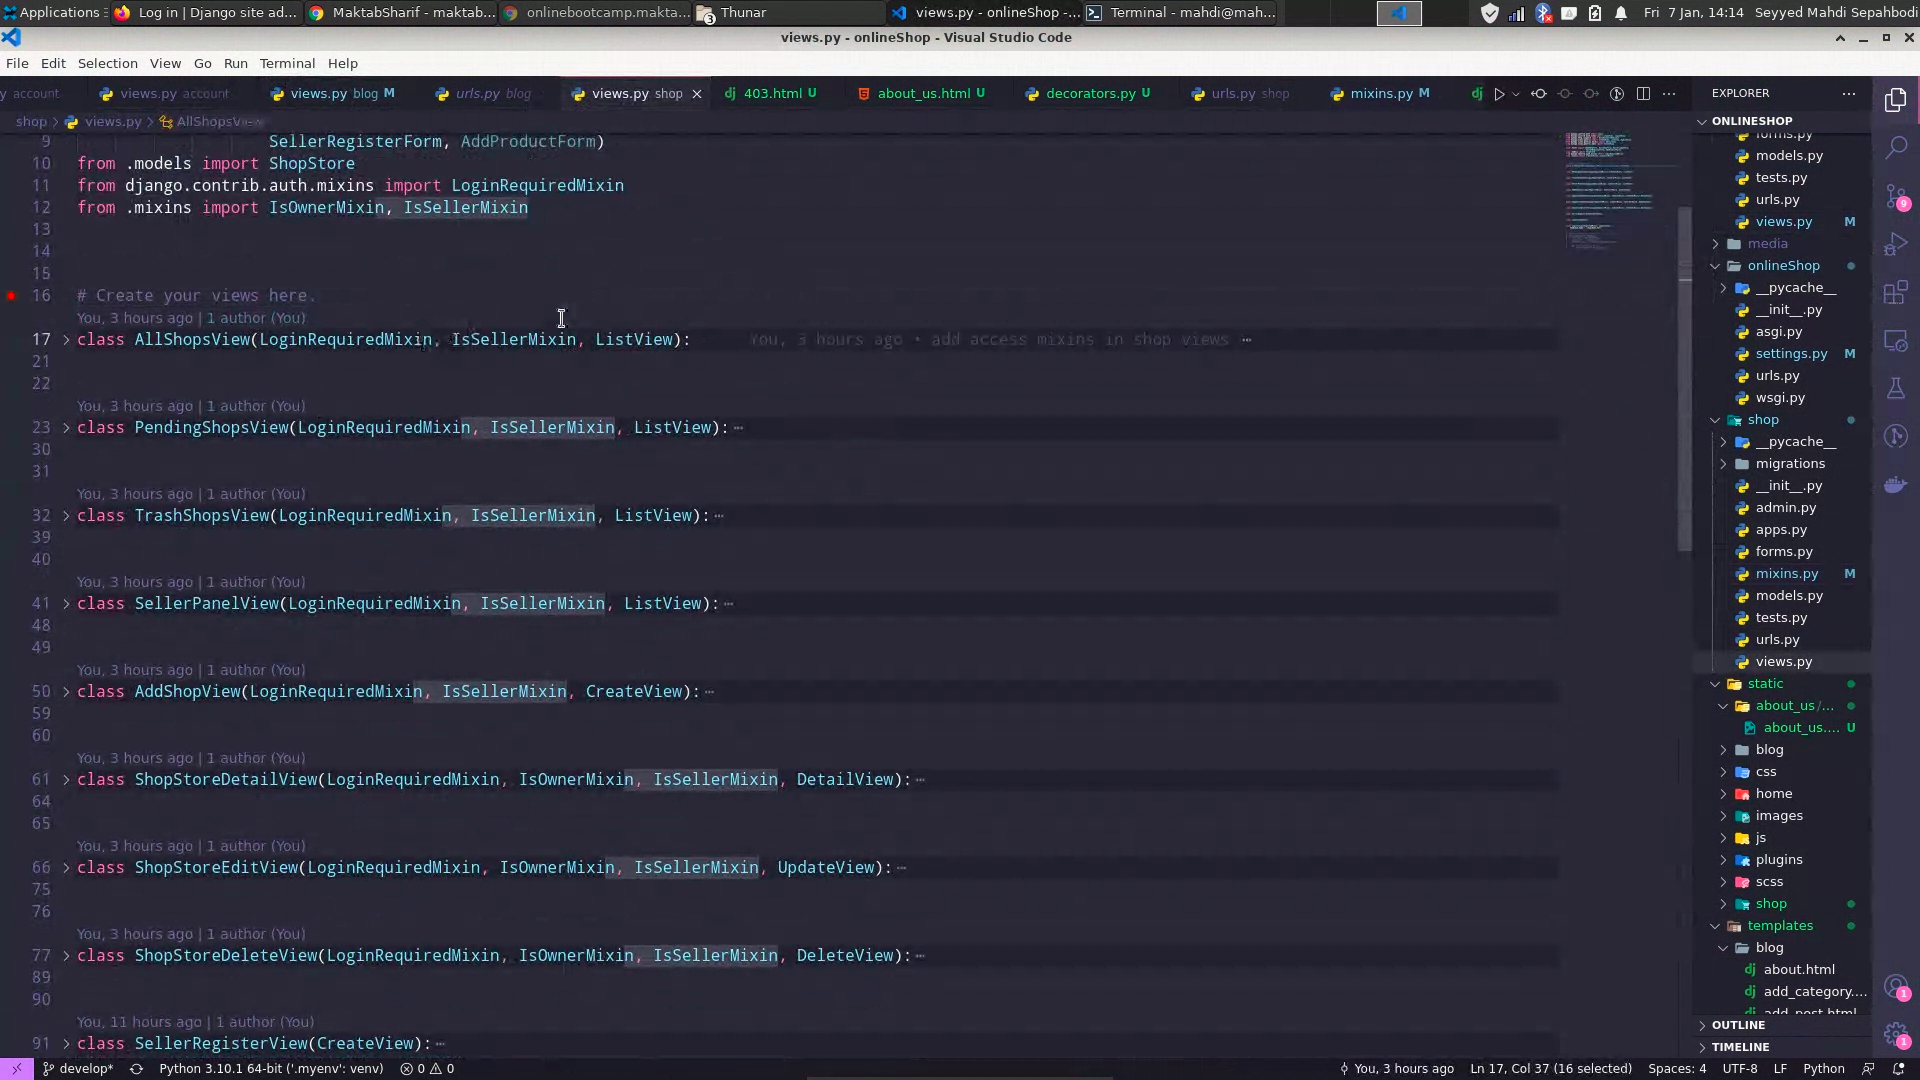 Applications
Log in | Django site ad...
MaktabSharif - maktab...
onlinebootcamp.makta...
3
Thunar
views.py - onlineShop -...
Terminal - mahdi@mah...
Fri 7 Jan, 14:14
Seyyed Mahdi Sepahbodi
views.py - onlineShop - Visual Studio Code
File Edit Selection View Go Run Terminal Help
y account
views.py account
views.py blog M
urls.py blog
views.py shop
403.html U
about_us.html U
decorators.py U
urls.py shop
mixins.py M
dj
EXPLORER
shop > views.py > AllShopsView
ONLINESHOP
9 SellerRegisterForm, AddProductForm)
10 from .models import ShopStore
11 from django.contrib.auth.mixins import LoginRequiredMixin
12 from .mixins import IsOwnerMixin, IsSellerMixin
13
14
15
16 # Create your views here.
You, 3 hours ago | 1 author (You)
17 class AllShopsView(LoginRequiredMixin, IsSellerMixin, ListView): You, 3 hours ago • add access mixins in shop views
21
22
You, 3 hours ago | 1 author (You)
23 class PendingShopsView(LoginRequiredMixin, IsSellerMixin, ListView):
30
31
You, 3 hours ago | 1 author (You)
32 class TrashShopsView(LoginRequiredMixin, IsSellerMixin, ListView):
39
40
You, 3 hours ago | 1 author (You)
41 class SellerPanelView(LoginRequiredMixin, IsSellerMixin, ListView):
48
49
You, 3 hours ago | 1 author (You)
50 class AddShopView(LoginRequiredMixin, IsSellerMixin, CreateView):
59
60
You, 3 hours ago | 1 author (You)
61 class ShopStoreDetailView(LoginRequiredMixin, IsOwnerMixin, IsSellerMixin, DetailView):
64
65
You, 3 hours ago | 1 author (You)
66 class ShopStoreEditView(LoginRequiredMixin, IsOwnerMixin, IsSellerMixin, UpdateView):
75
76
You, 3 hours ago | 1 author (You)
77 class ShopStoreDeleteView(LoginRequiredMixin, IsOwnerMixin, IsSellerMixin, DeleteView):
89
90
You, 11 hours ago | 1 author (You)
91 class SellerRegisterView(CreateView):
forms.py
models.py
tests.py
urls.py
views.py M
media
onlineShop
__pycache__
__init__.py
asgi.py
settings.py M
urls.py
wsgi.py
shop
__pycache__
migrations
__init__.py
admin.py
apps.py
forms.py
mixins.py M
models.py
tests.py
urls.py
views.py
static
about_us/...
about_us.... U
blog
css
home
images
js
plugins
scss
shop
templates
blog
dj about.html
dj add_category....
dj add_post.html
OUTLINE
TIMELINE
9
1
1
develop*
Python 3.10.1 64-bit ('.myenv': venv)
0 0
You, 3 hours ago
Ln 17, Col 37 (16 selected)
Spaces: 4
UTF-8
LF
Python